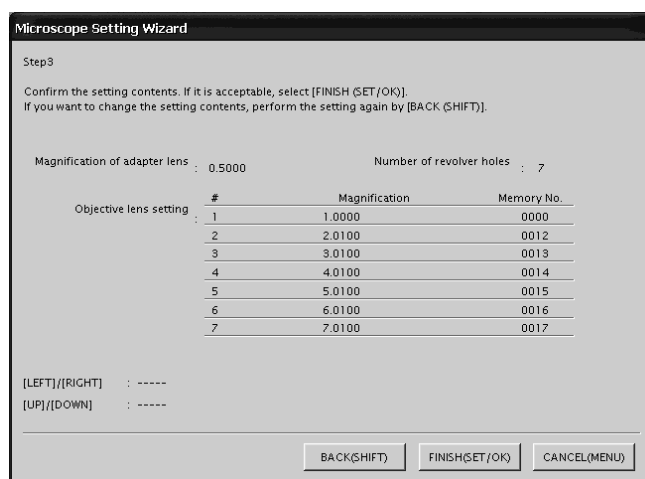 Microscope Setting Wizard
Step3
Confirm the setting contents. If it is acceptable, select [FINISH (SET/OK)].
If you want to change the setting contents, perform the setting again by [BACK (SHIFT)].
Magnification of adapter lens : 0.5000 Number of revolver holes : 7
Objective lens setting :
# Magnification Memory No.
1 1.0000 0000
2 2.0100 0012
3 3.0100 0013
4 4.0100 0014
5 5.0100 0015
6 6.0100 0016
7 7.0100 0017
[LEFT]/[RIGHT] : -----
[UP]/[DOWN] : -----
BACK(SHIFT) FINISH(SET/OK) CANCEL(MENU)